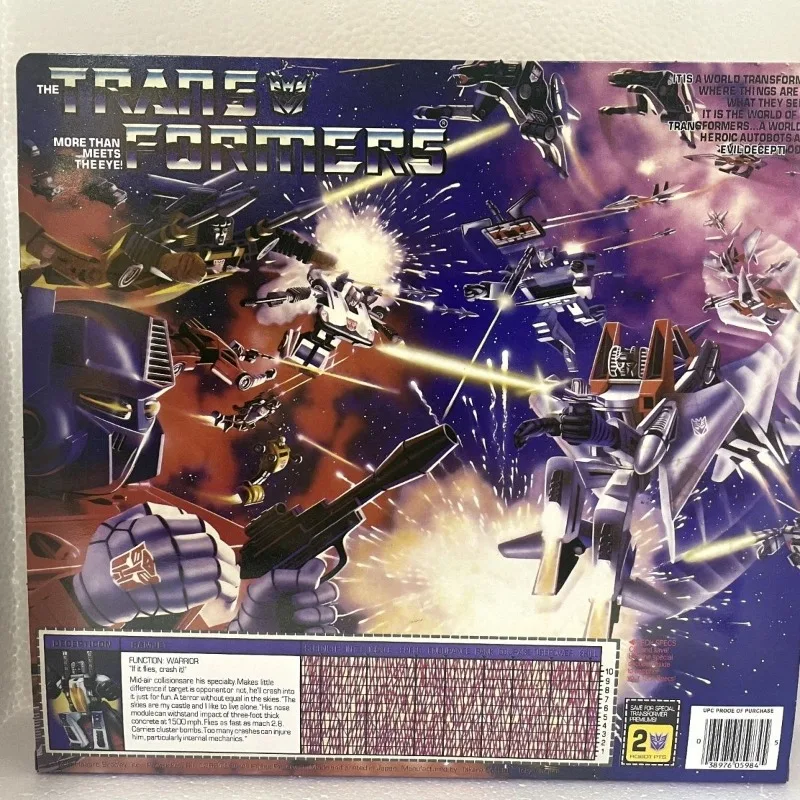 THE TRANS
MORE THAN
MEETS
THE EYE!
FORMERS
IT IS A WORLD TRANSFORM
WHERE THINGS ARE
WHAT THEY SE
IT IS THE WORLD OF
TRANSFORMERS...A WORLD
HEROIC AUTOBOTS A
EVIL DECEPTI
DECEPTICON
FUNCTION: WARRIOR
"If it flies, crash it!"
Mid-air collisionsare his specialty. Makes little
difference if target is opponent or not, he'll crash into
it just for fun. A terror without equal in the skies. "The
skies are my castle and I like to live alone. "His nose
module can withstand impact of three-foot thick
concrete at 1500 mph. Flies as fast as mach 2.8.
Carries cluster bombs. Too many crashes can injure
him, particularly internal mechanics."
10
9
8
7
6
5
4
3
2
1
SAVE FOR SPECIAL
TRANSFORMER
PREMIUMS!
2
ROBOT PTS
UPC PROOF OF PURCHASE
0 38976 05984 5